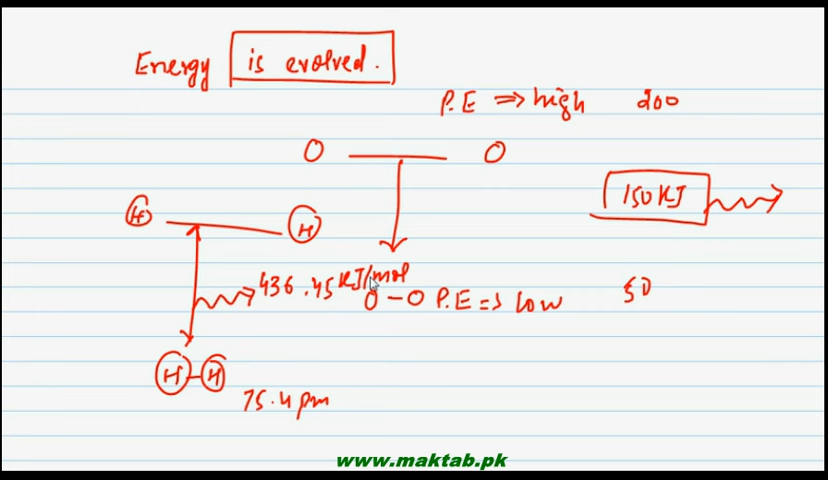 Energy is evolved.
P.E ⇒ high 200
O O
150 KJ
H H
436.45 KJ/mol
O-O P.E ⇒ low 50
H-H
75.4 pm
www.maktab.pk